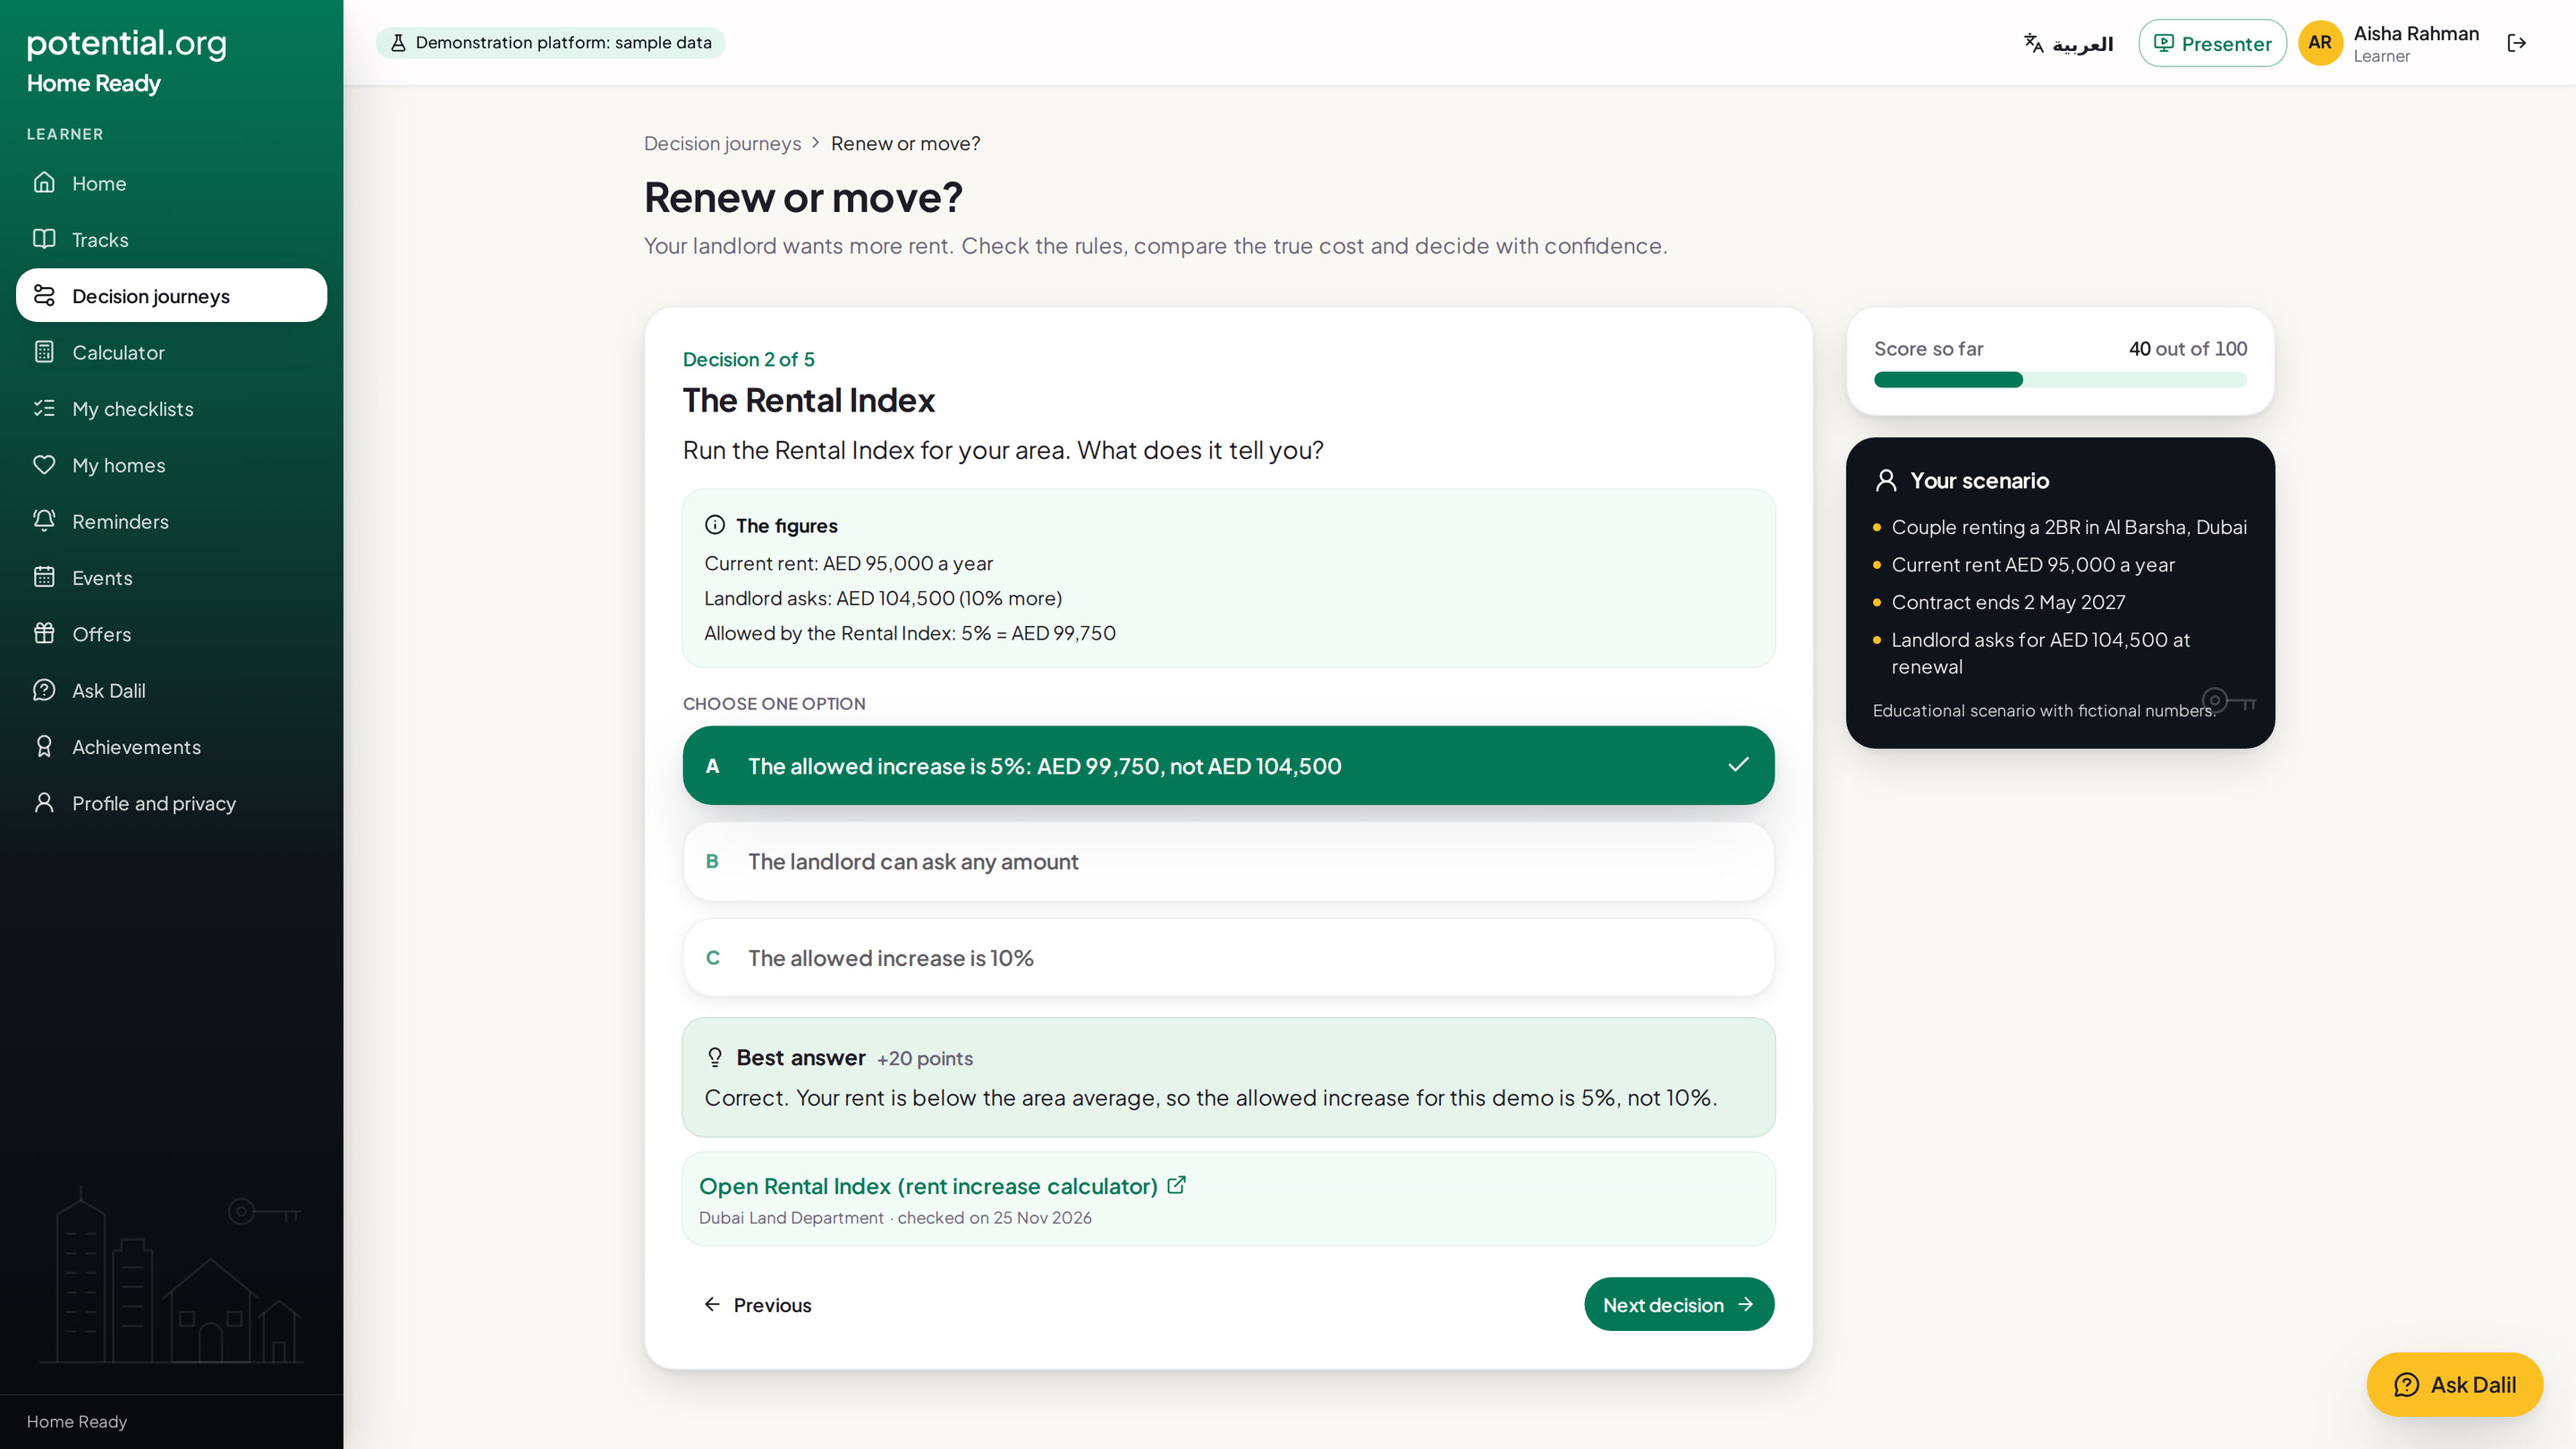 potential.org
Home Ready
LEARNER
Home
Tracks
Decision journeys
Calculator
My checklists
My homes
Reminders
Events
Offers
Ask Dalil
Achievements
Profile and privacy
Home Ready
Demonstration platform: sample data
العربية
Presenter
AR
Aisha Rahman
Learner
Decision journeys > Renew or move?
Renew or move?
Your landlord wants more rent. Check the rules, compare the true cost and decide with confidence.
Decision 2 of 5
The Rental Index
Run the Rental Index for your area. What does it tell you?
The figures
Current rent: AED 95,000 a year
Landlord asks: AED 104,500 (10% more)
Allowed by the Rental Index: 5% = AED 99,750
CHOOSE ONE OPTION
A The allowed increase is 5%: AED 99,750, not AED 104,500
B The landlord can ask any amount
C The allowed increase is 10%
Best answer +20 points
Correct. Your rent is below the area average, so the allowed increase for this demo is 5%, not 10%.
Open Rental Index (rent increase calculator)
Dubai Land Department · checked on 25 Nov 2026
Previous
Next decision
Score so far 40 out of 100
Your scenario
Couple renting a 2BR in Al Barsha, Dubai
Current rent AED 95,000 a year
Contract ends 2 May 2027
Landlord asks for AED 104,500 at
renewal
Educational scenario with fictional numbers.
Ask Dalil